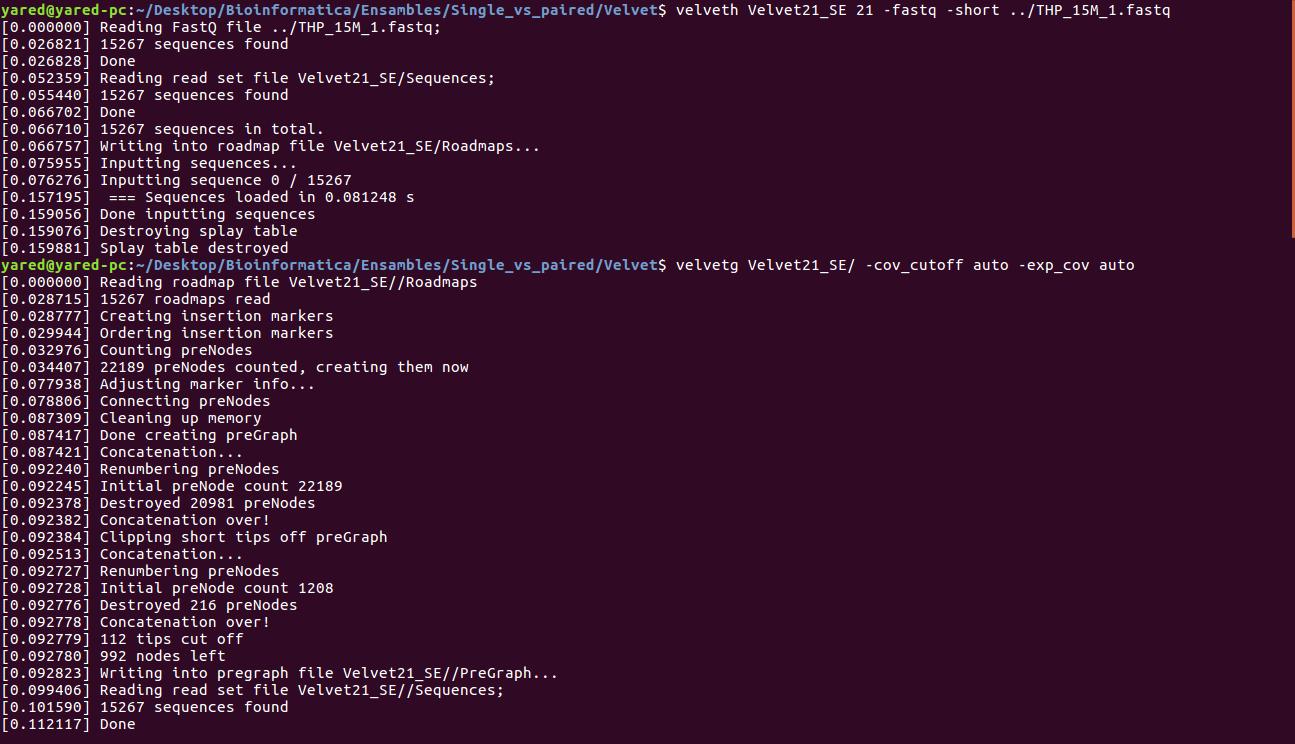 yared@yared-pc:~/Desktop/Bioinformatica/Ensambles/Single_vs_paired/Velvet$ velveth Velvet21_SE 21 -fastq -short ../THP_15M_1.fastq
[0.000000] Reading FastQ file ../THP_15M_1.fastq;
[0.026821] 15267 sequences found
[0.026828] Done
[0.052359] Reading read set file Velvet21_SE/Sequences;
[0.055440] 15267 sequences found
[0.066702] Done
[0.066710] 15267 sequences in total.
[0.066757] Writing into roadmap file Velvet21_SE/Roadmaps...
[0.075955] Inputting sequences...
[0.076276] Inputting sequence 0 / 15267
[0.157195]  === Sequences loaded in 0.081248 s
[0.159056] Done inputting sequences
[0.159076] Destroying splay table
[0.159881] Splay table destroyed
yared@yared-pc:~/Desktop/Bioinformatica/Ensambles/Single_vs_paired/Velvet$ velvetg Velvet21_SE/ -cov_cutoff auto -exp_cov auto
[0.000000] Reading roadmap file Velvet21_SE//Roadmaps
[0.028715] 15267 roadmaps read
[0.028777] Creating insertion markers
[0.029944] Ordering insertion markers
[0.032976] Counting preNodes
[0.034407] 22189 preNodes counted, creating them now
[0.077938] Adjusting marker info...
[0.078806] Connecting preNodes
[0.087309] Cleaning up memory
[0.087417] Done creating preGraph
[0.087421] Concatenation...
[0.092240] Renumbering preNodes
[0.092245] Initial preNode count 22189
[0.092378] Destroyed 20981 preNodes
[0.092382] Concatenation over!
[0.092384] Clipping short tips off preGraph
[0.092513] Concatenation...
[0.092727] Renumbering preNodes
[0.092728] Initial preNode count 1208
[0.092776] Destroyed 216 preNodes
[0.092778] Concatenation over!
[0.092779] 112 tips cut off
[0.092780] 992 nodes left
[0.092823] Writing into pregraph file Velvet21_SE//PreGraph...
[0.099406] Reading read set file Velvet21_SE//Sequences;
[0.101590] 15267 sequences found
[0.112117] Done